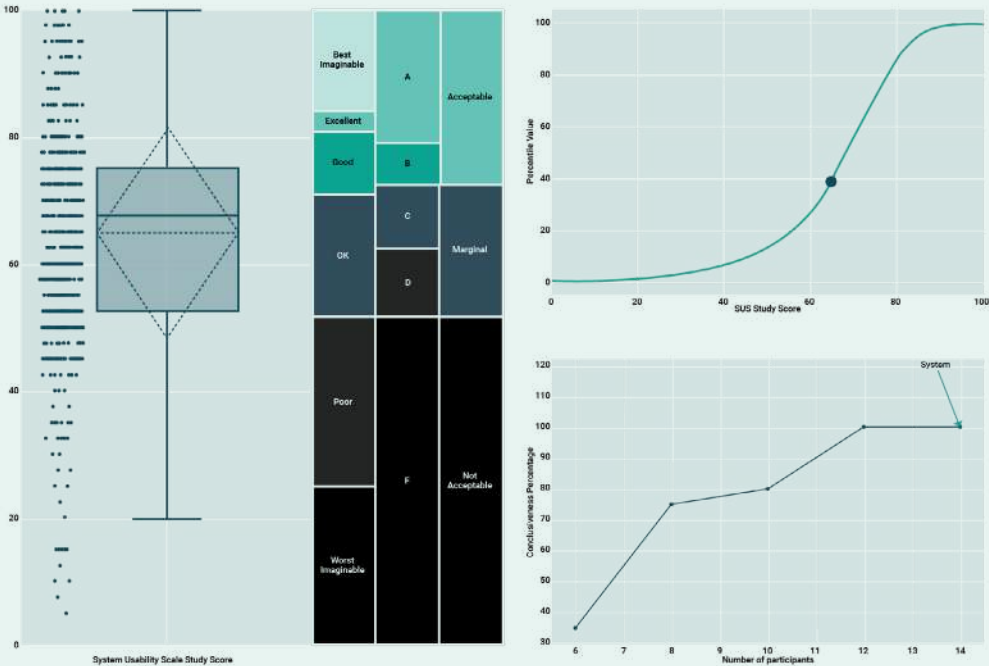 100
80
60
40
20
0
System Usability Scale Study Score
Best
Imaginable
Excellent
Good
OK
Poor
Worst
Imaginable
A
B
C
D
F
Acceptable
Marginal
Not
Acceptable
Percentile Value
100
80
60
40
20
0
0
20
40
60
80
100
SUS Study Score
Conclusiveness Percentage
120
110
100
90
80
70
60
50
40
30
System
6
7
8
9
10
11
12
13
14
Number of participants